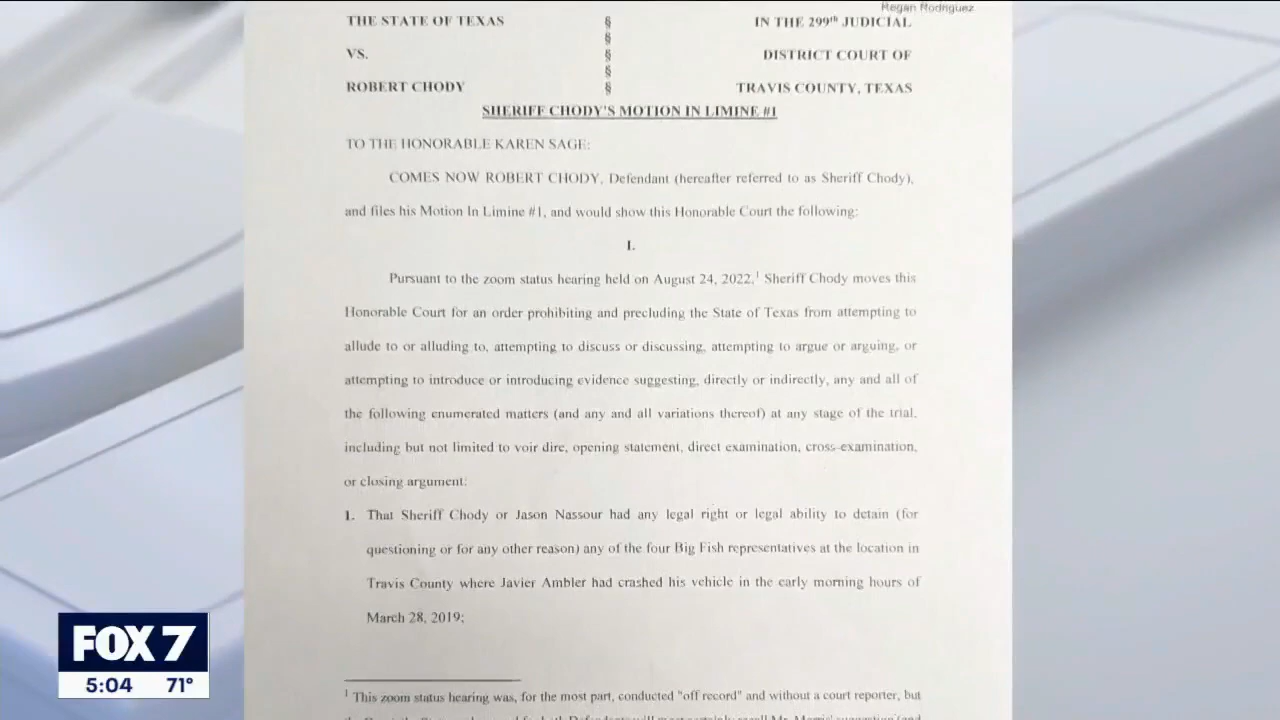 Regan Rodriguez
THE STATE OF TEXAS § IN THE 299th JUDICIAL
§
VS. § DISTRICT COURT OF
§
ROBERT CHODY § TRAVIS COUNTY, TEXAS
SHERIFF CHODY'S MOTION IN LIMINE #1
TO THE HONORABLE KAREN SAGE:
COMES NOW ROBERT CHODY, Defendant (hereafter referred to as Sheriff Chody),
and files his Motion In Limine #1, and would show this Honorable Court the following:
I.
Pursuant to the zoom status hearing held on August 24, 2022,1 Sheriff Chody moves this
Honorable Court for an order prohibiting and precluding the State of Texas from attempting to
allude to or alluding to, attempting to discuss or discussing, attempting to argue or arguing, or
attempting to introduce or introducing evidence suggesting, directly or indirectly, any and all of
the following enumerated matters (and any and all variations thereof) at any stage of the trial,
including but not limited to voir dire, opening statement, direct examination, cross-examination,
or closing argument:
1. That Sheriff Chody or Jason Nassour had any legal right or legal ability to detain (for
questioning or for any other reason) any of the four Big Fish representatives at the location in
Travis County where Javier Ambler had crashed his vehicle in the early morning hours of
March 28, 2019;
1 This zoom status hearing was, for the most part, conducted "off record" and without a court reporter, but
FOX 7
5:04 71°